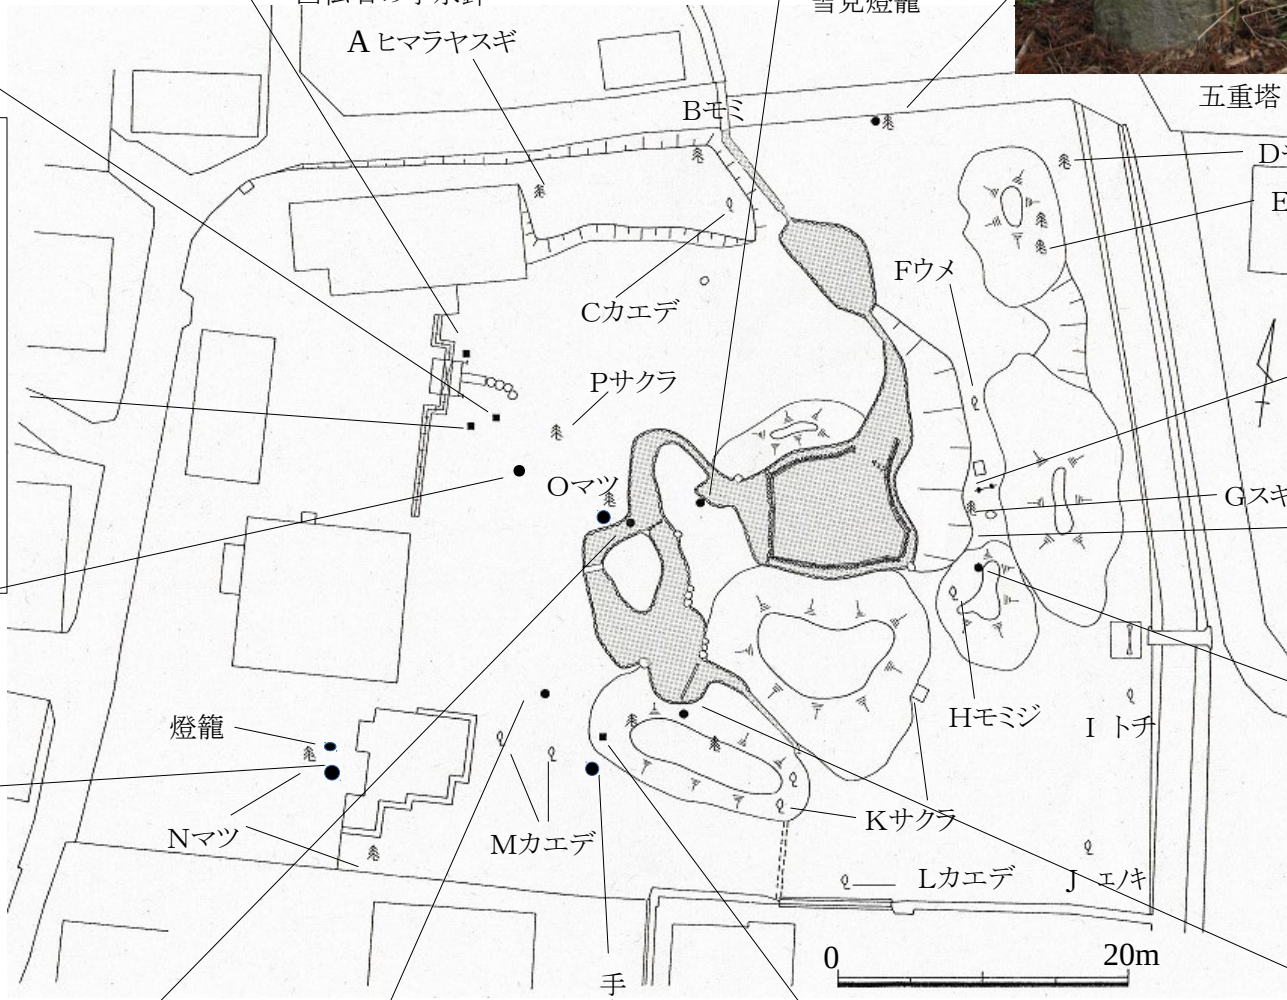 雪見燈籠
A ヒマラヤスギ
五重塔
Bモミ
D
E
Fウメ
Cカエデ
Pサクラ
Oマツ
Gスギ
燈籠
Hモミジ
I トチ
Nマツ
Mカエデ
Kサクラ
Lカエデ
J エノキ
手
0
20m